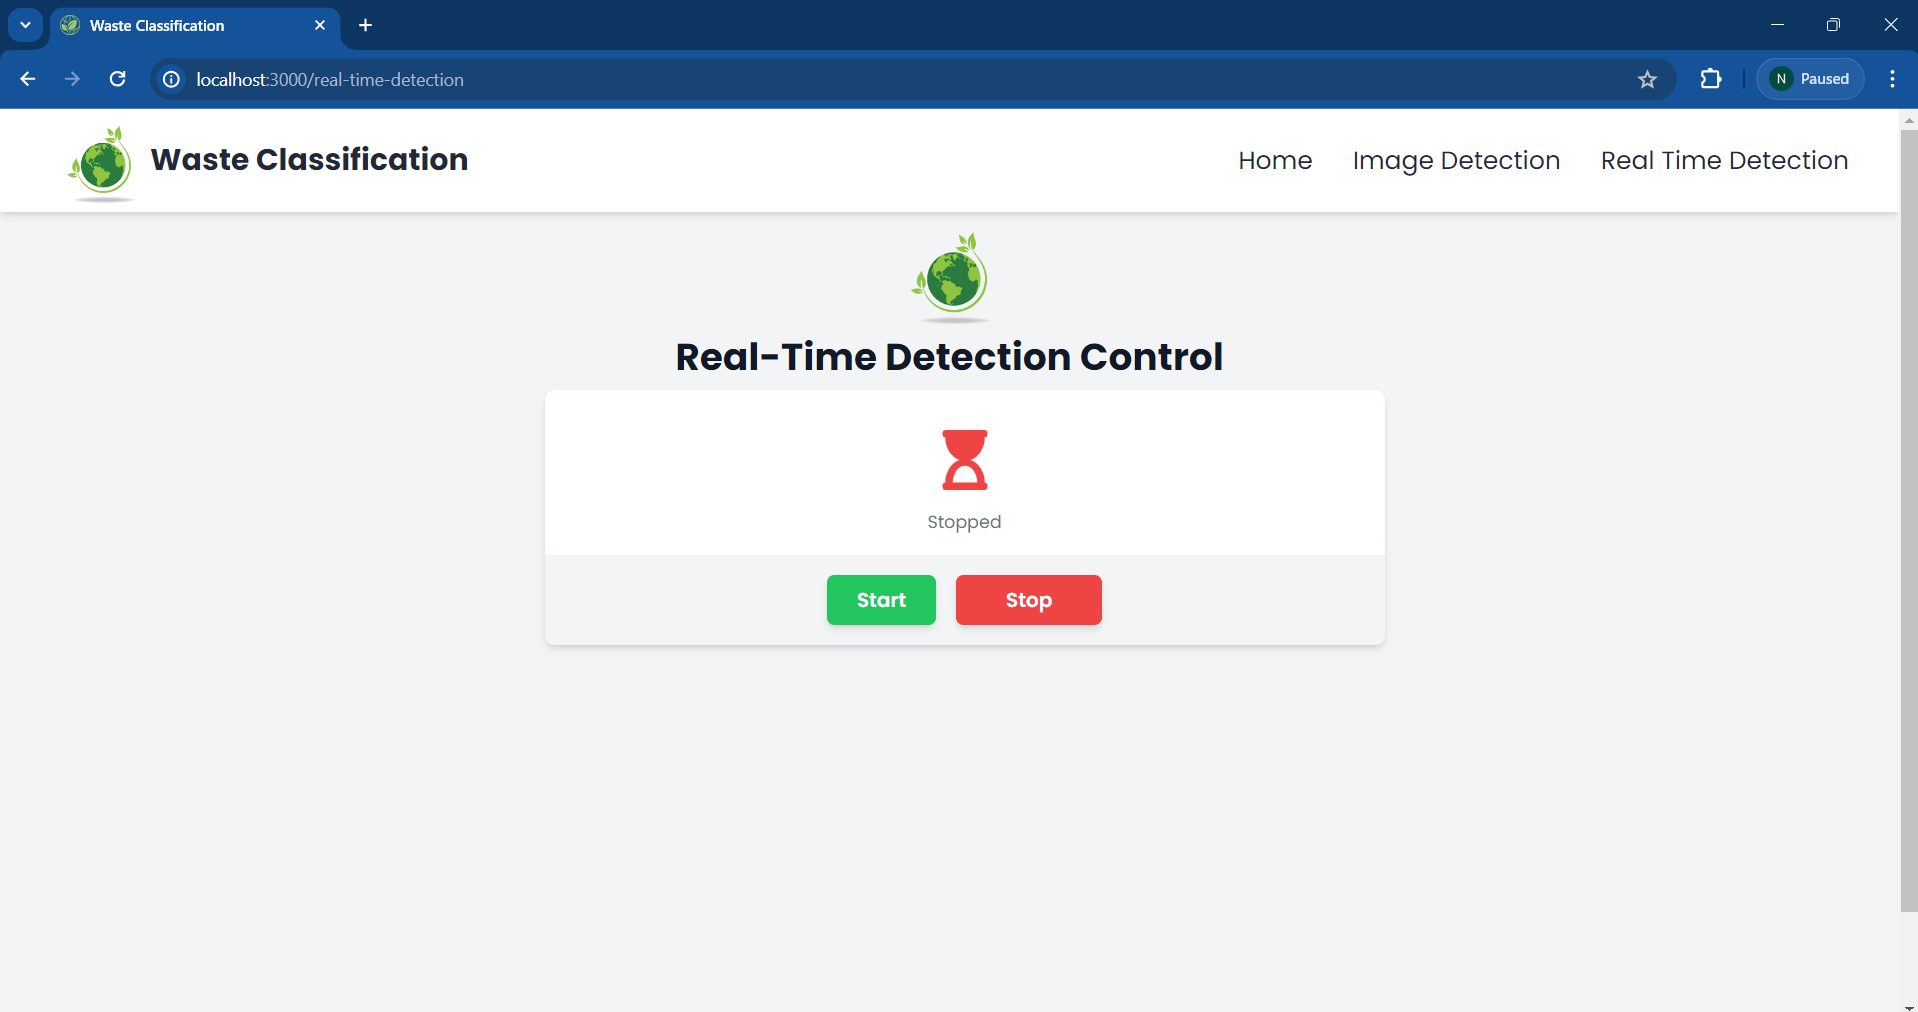 Waste Classification
localhost:3000/real-time-detection
N Paused
Waste Classification
Home Image Detection Real Time Detection
Real-Time Detection Control
Stopped
Start Stop